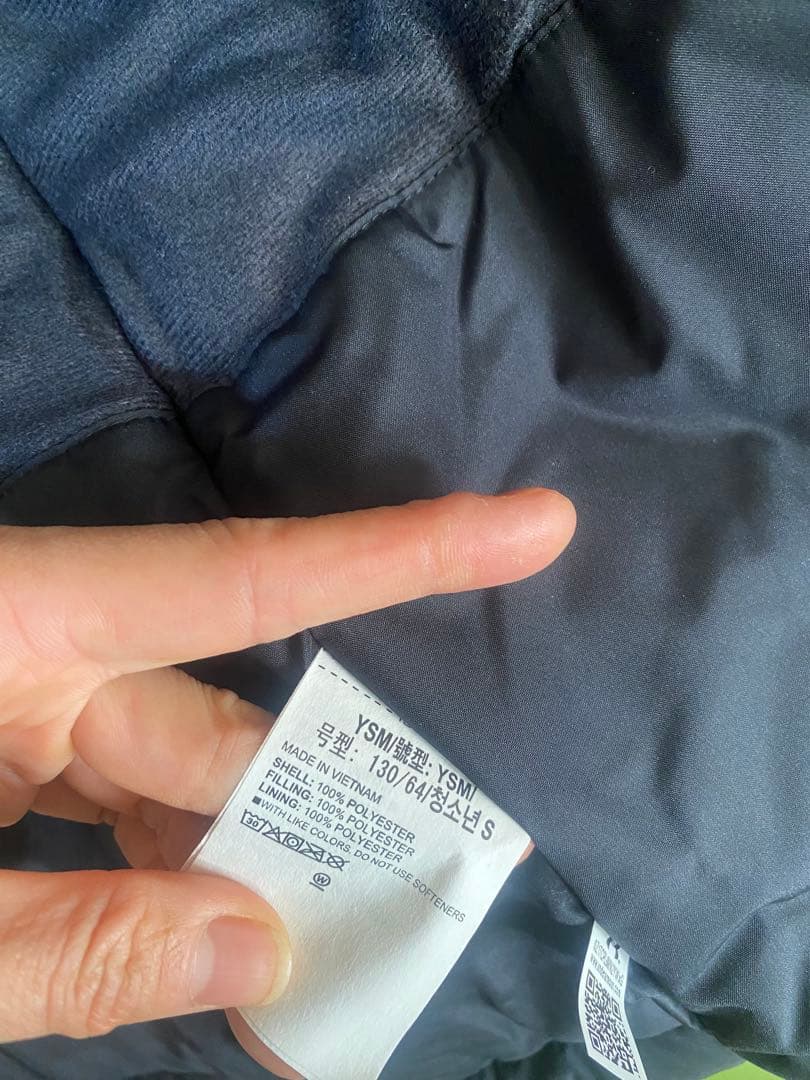 YSM/號型: YSM/
号型: 130/64/청소년 S
MADE IN VIETNAM
SHELL: 100% POLYESTER
FILLING: 100% POLYESTER
LINING: 100% POLYESTER
■WITH LIKE COLORS. DO NOT USE SOFTENERS
30
W